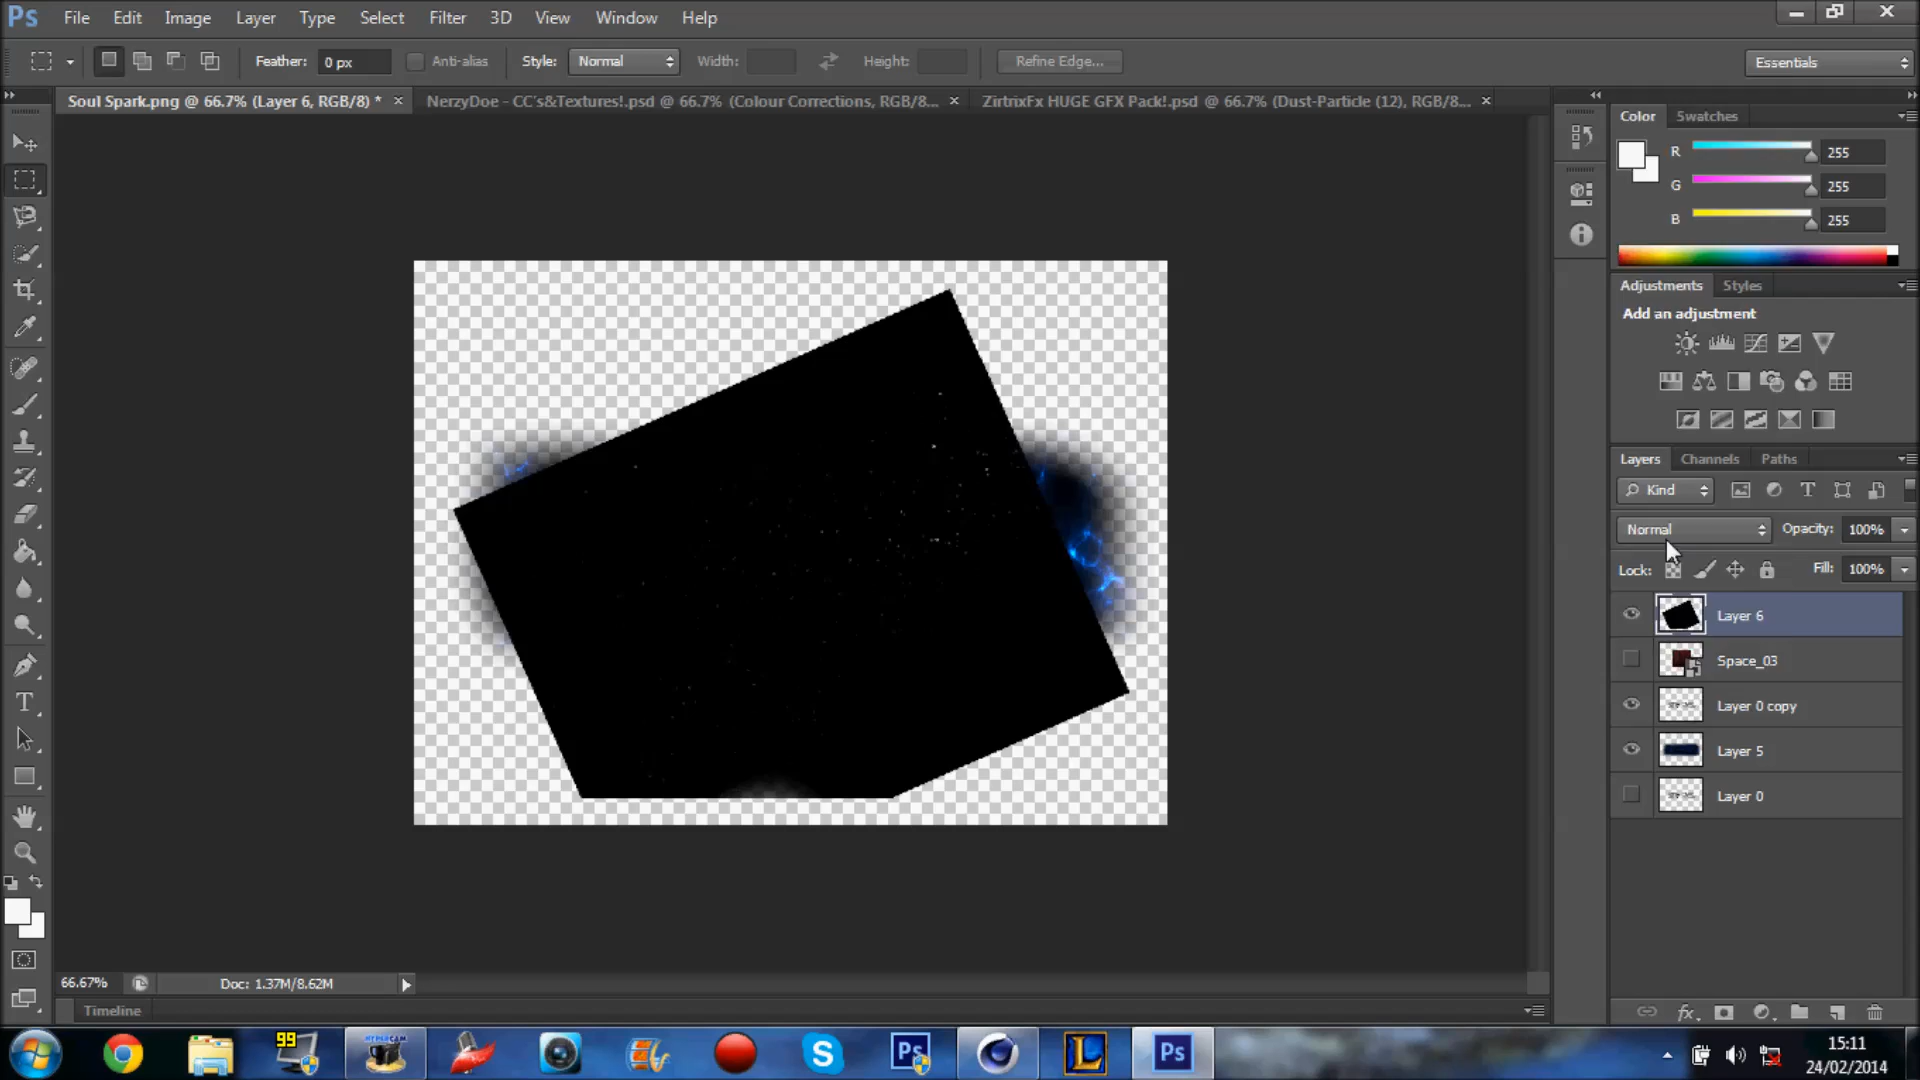 Ps File Edit Image Layer Type Select Filter 3D View Window Help
Feather: 0 px Anti-alias Style: Normal Width: Height: Refine Edge... Essentials
Soul Spark.png @ 66.7% (Layer 6, RGB/8) * × NerzyDoe - CC's&Textures!.psd @ 66.7% (Colour Corrections, RGB/8... × ZirtrixFx HUGE GFX Pack!.psd @ 66.7% (Dust-Particle (12), RGB/8... ×
Color Swatches
R 255
G 255
B 255
Adjustments Styles
Add an adjustment
Layers Channels Paths
Kind
Normal Opacity: 100%
Lock: Fill: 100%
Layer 6
Space_03
Layer 0 copy
Layer 5
Layer 0
66.67% Doc: 1.37M/8.62M
Timeline
99 HYPERCAM
Ps S Ps L
15:11
24/02/2014